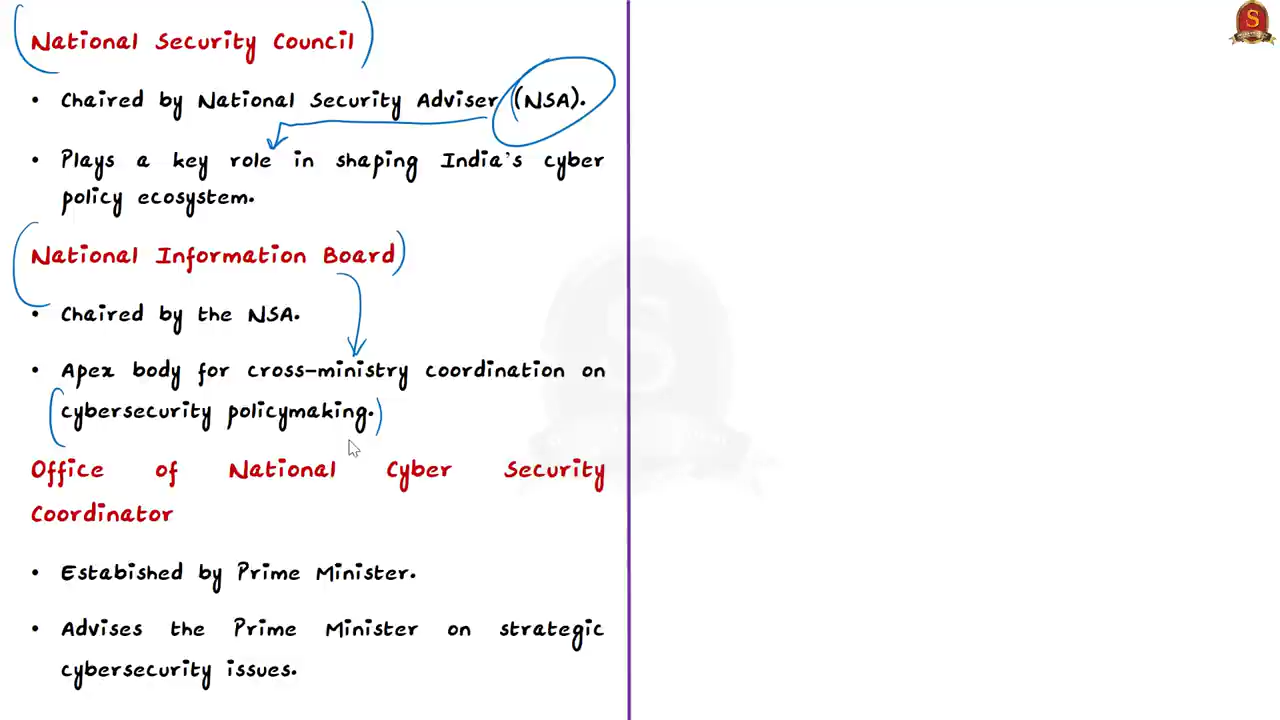 National Security Council
• Chaired by National Security Adviser (NSA).
• Plays a key role in shaping India's cyber
policy ecosystem.
National Information Board
• Chaired by the NSA.
• Apex body for cross-ministry coordination on
cybersecurity policymaking.
Office of National Cyber Security
Coordinator
• Estabished by Prime Minister.
• Advises the Prime Minister on strategic
cybersecurity issues.
S